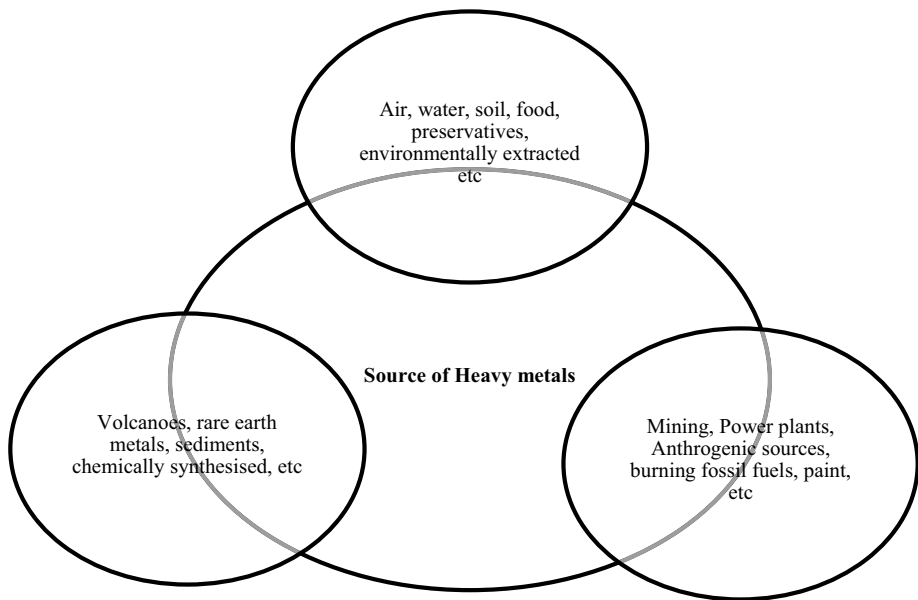 Air, water, soil, food,
preservatives,
environmentally extracted
etc
Source of Heavy metals
Volcanoes, rare earth
metals, sediments,
chemically synthesised, etc
Mining, Power plants,
Anthrogenic sources,
burning fossil fuels, paint,
etc